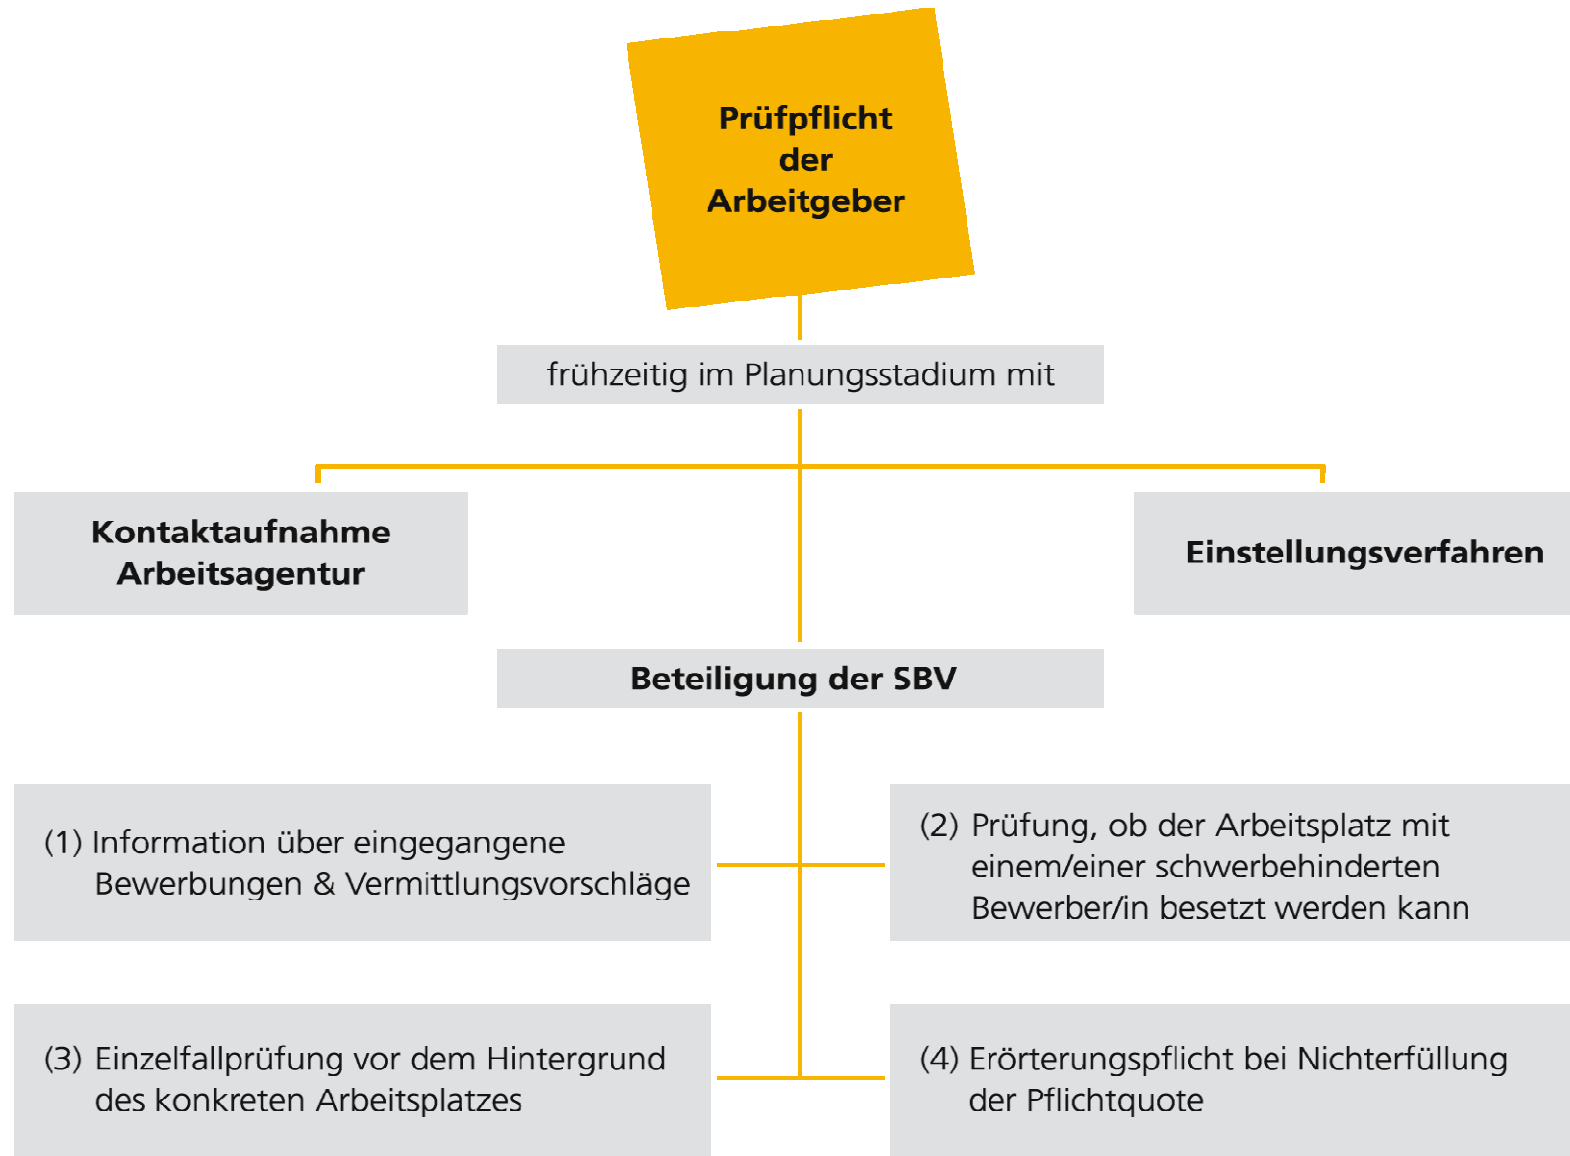 Prüfpflicht
der
Arbeitgeber
frühzeitig im Planungsstadium mit
Kontaktaufnahme
Arbeitsagentur
Einstellungsverfahren
Beteiligung der SBV
(1) Information über eingegangene
Bewerbungen & Vermittlungsvorschläge
(2) Prüfung, ob der Arbeitsplatz mit
einem/einer schwerbehinderten
Bewerber/in besetzt werden kann
(3) Einzelfallprüfung vor dem Hintergrund
des konkreten Arbeitsplatzes
(4) Erörterungspflicht bei Nichterfüllung
der Pflichtquote